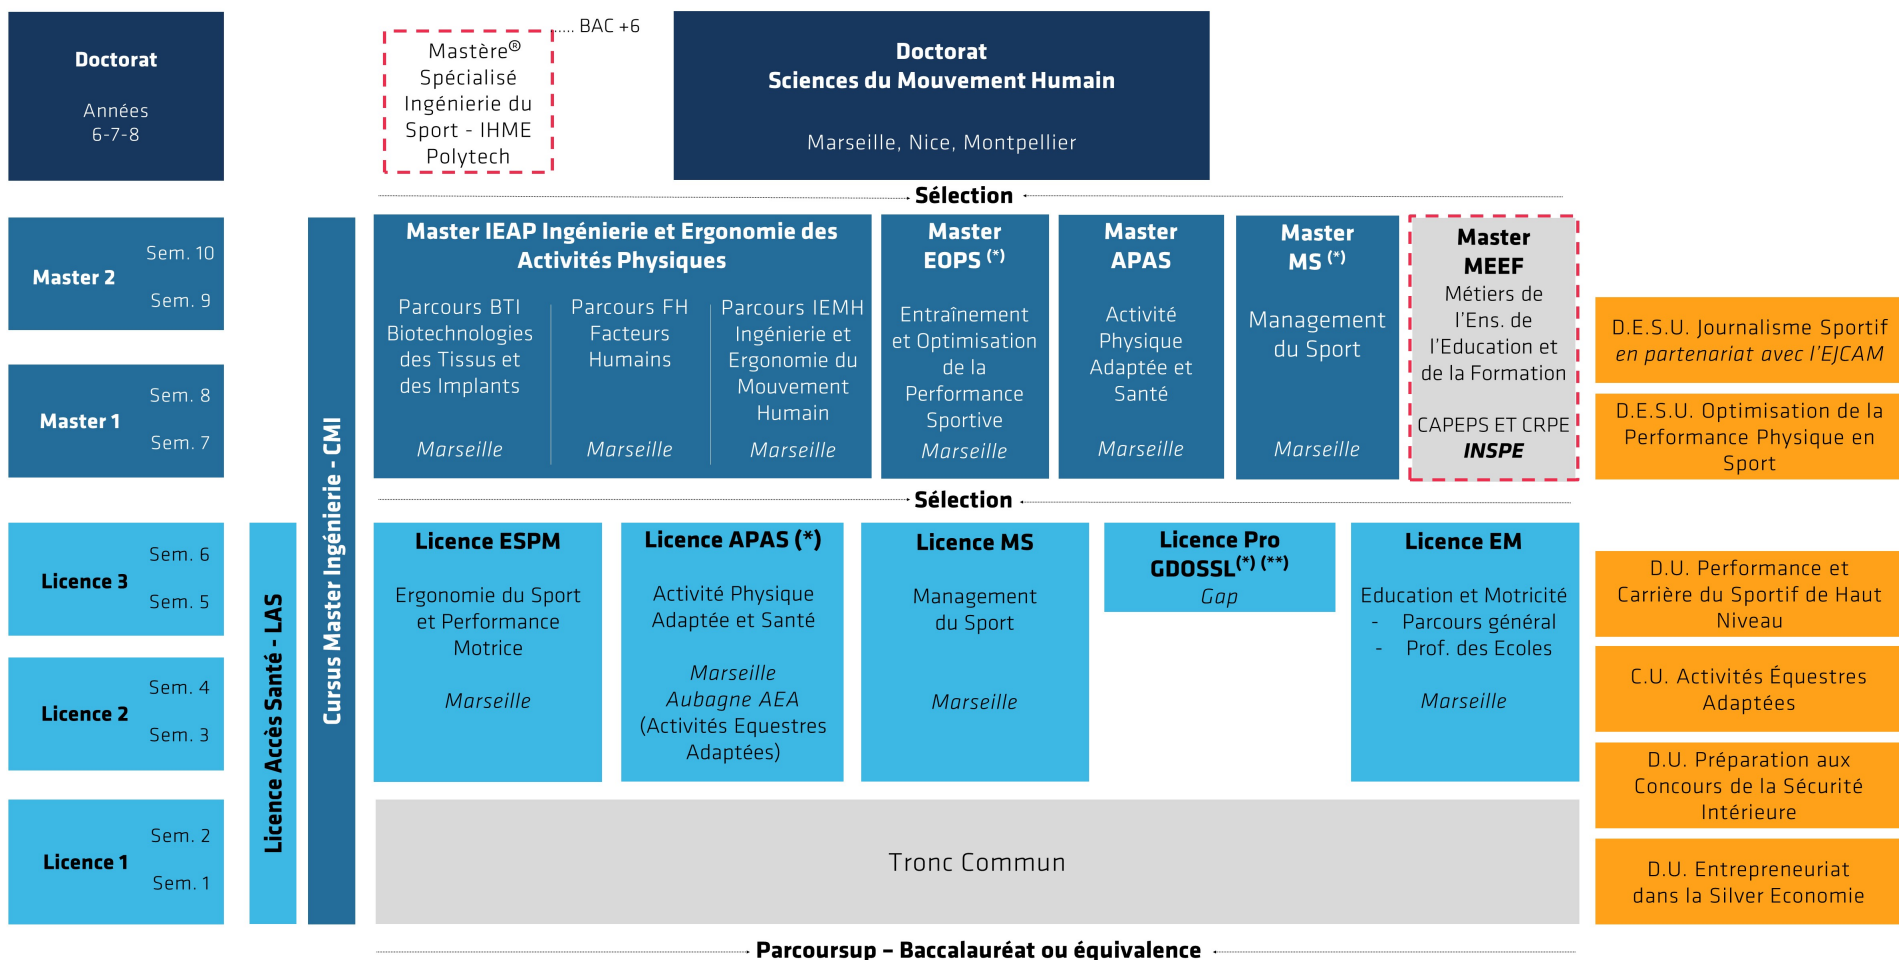 Doctorat
Années
6-7-8
Mastère®
Spécialisé
Ingénierie du
Sport - IHME
Polytech
..... BAC +6
Doctorat
Sciences du Mouvement Humain
Marseille, Nice, Montpellier
Sélection
Master 2
Sem. 10
Sem. 9
Master 1
Sem. 8
Sem. 7
Cursus Master Ingénierie - CMI
Master IEAP Ingénierie et Ergonomie des
Activités Physiques
Parcours BTI
Biotechnologies
des Tissus et
des Implants
Marseille
Parcours FH
Facteurs
Humains
Marseille
Parcours IEMH
Ingénierie et
Ergonomie du
Mouvement
Humain
Marseille
Master
EOPS (*)
Entraînement
et Optimisation
de la
Performance
Sportive
Marseille
Master
APAS
Activité
Physique
Adaptée et
Santé
Marseille
Master
MS (*)
Management
du Sport
Marseille
Master
MEEF
Métiers de
l'Ens. de
l'Education et
de la Formation
CAPEPS ET CRPE
INSPE
D.E.S.U. Journalisme Sportif
en partenariat avec l'EJCAM
D.E.S.U. Optimisation de la
Performance Physique en
Sport
Sélection
Licence 3
Sem. 6
Sem. 5
Licence 2
Sem. 4
Sem. 3
Licence 1
Sem. 2
Sem. 1
Licence Accès Santé - LAS
Licence ESPM
Ergonomie du Sport
et Performance
Motrice
Marseille
Licence APAS (*)
Activité Physique
Adaptée et Santé
Marseille
Aubagne AEA
(Activités Equestres
Adaptées)
Licence MS
Management
du Sport
Marseille
Licence Pro
GDOSSL(*) (**)
Gap
Licence EM
Education et Motricité
- Parcours général
- Prof. des Ecoles
Marseille
D.U. Performance et
Carrière du Sportif de Haut
Niveau
C.U. Activités Équestres
Adaptées
D.U. Préparation aux
Concours de la Sécurité
Intérieure
D.U. Entrepreneuriat
dans la Silver Economie
Tronc Commun
Parcoursup – Baccalauréat ou équivalence